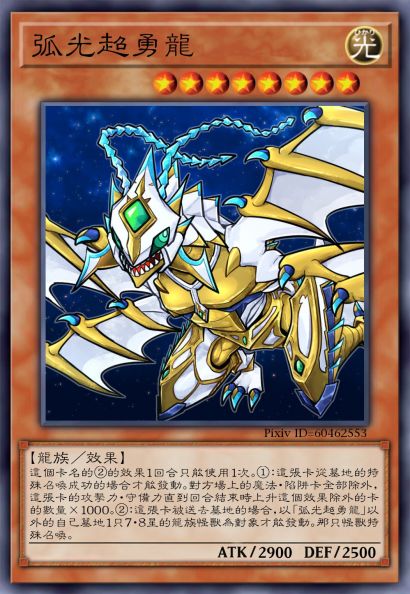 弧光超勇龍
ひかり
光
Pixiv ID=60462553
【龍族／效果】
這個卡名的②的效果1回合只能使用1次。①：這張卡從墓地的特
殊召喚成功的場合才能發動。對方場上的魔法·陷阱卡全部除外，
這張卡的攻擊力·守備力直到回合結束時上升這個效果除外的卡
的數量×1000。②：這張卡被送去墓地的場合，以「弧光超勇龍」以
外的自己墓地1只7·8星的龍族怪獸為對象才能發動。那只怪獸特
殊召喚。
ATK/2900 DEF/2500